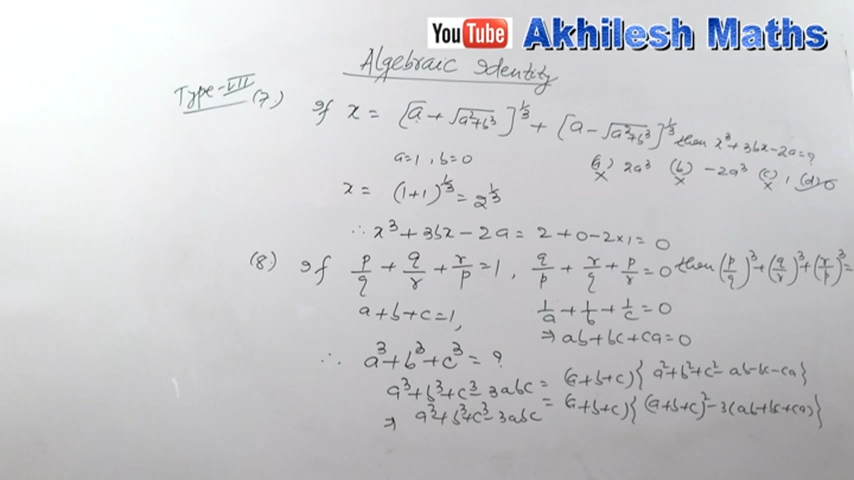 YouTube Akhilesh Maths
Algebraic Identity
Type-VII (7.) If x = [a + √(a²+b³)]^⅓ + [a - √(a²+b³)]^⅓ then x³+3bx-2a=?
a=1, b=0 (a) 2a³ (b) -2a³ (c) 1 (d) 0
x = (1+1)^⅓ = 2^⅓
∴ x³+3bx-2a = 2+0-2×1=0
(8.) If p/q + q/r + r/p = 1, q/p + r/q + p/r = 0 then (p/q)³+(q/r)³+(r/p)³=
a+b+c=1, 1/a + 1/b + 1/c = 0
⇒ ab+bc+ca=0
∴ a³+b³+c³ = ?
a³+b³+c³-3abc = (a+b+c){a²+b²+c²-ab-bc-ca}
⇒ a³+b³+c³-3abc = (a+b+c){(a+b+c)²-3(ab+bc+ca)}